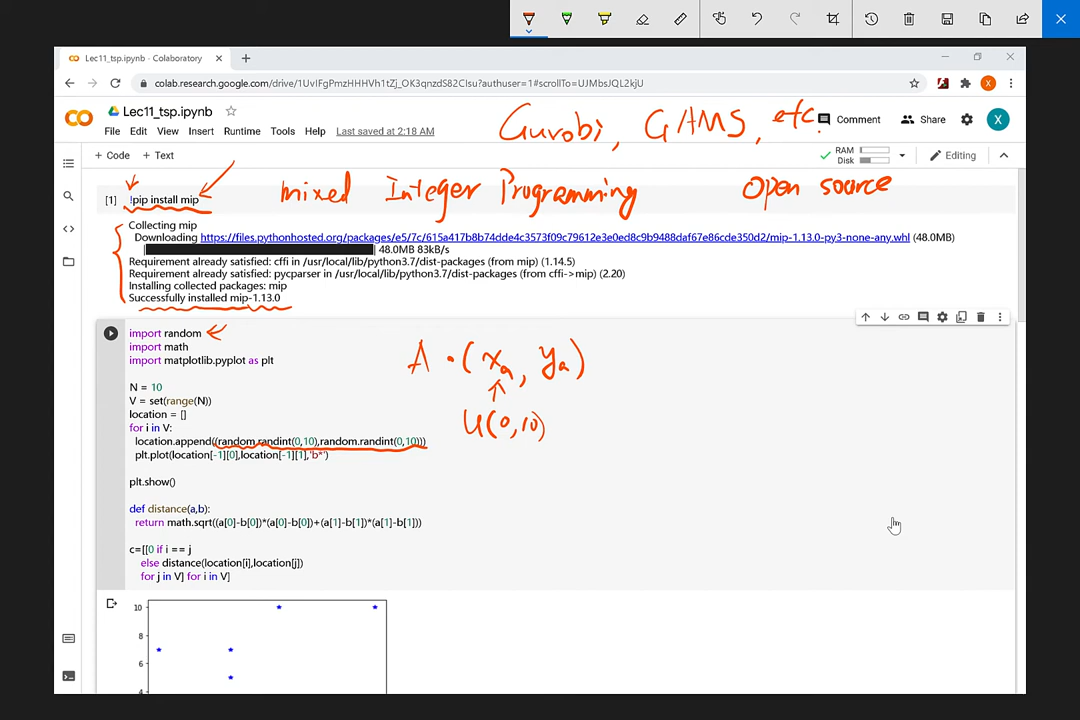 Lec11_tsp.ipynb - Colaboratory
colab.research.google.com/drive/1UvIFgPmzHHHVh1tZj_OK3qnzdS82CIsu?authuser=1#scrollTo=UJMbsJQL2kjU
Lec11_tsp.ipynb
File Edit View Insert Runtime Tools Help Last saved at 2:18 AM
Gurobi, GAMS, etc.
Comment Share X
+ Code + Text
RAM
Disk
Editing
[1] !pip install mip
mixed Integer Programming open source
Collecting mip
Downloading https://files.pythonhosted.org/packages/e5/7c/615a417b8b74dde4c3573f09c79612e3e0ed8c9b9488daf67e86cde350d2/mip-1.13.0-py3-none-any.whl (48.0MB)
48.0MB 83kB/s
Requirement already satisfied: cffi in /usr/local/lib/python3.7/dist-packages (from mip) (1.14.5)
Requirement already satisfied: pycparser in /usr/local/lib/python3.7/dist-packages (from cffi->mip) (2.20)
Installing collected packages: mip
Successfully installed mip-1.13.0
import random
import math
import matplotlib.pyplot as plt
A · (xa, ya)
U(0,10)
N = 10
V = set(range(N))
location = []
for i in V:
location.append((random.randint(0,10),random.randint(0,10)))
plt.plot(location[-1][0],location[-1][1],'b*')
plt.show()
def distance(a,b):
return math.sqrt((a[0]-b[0])*(a[0]-b[0])+(a[1]-b[1])*(a[1]-b[1]))
c=[[0 if i == j
else distance(location[i],location[j])
for j in V] for i in V]
10
8
6
4